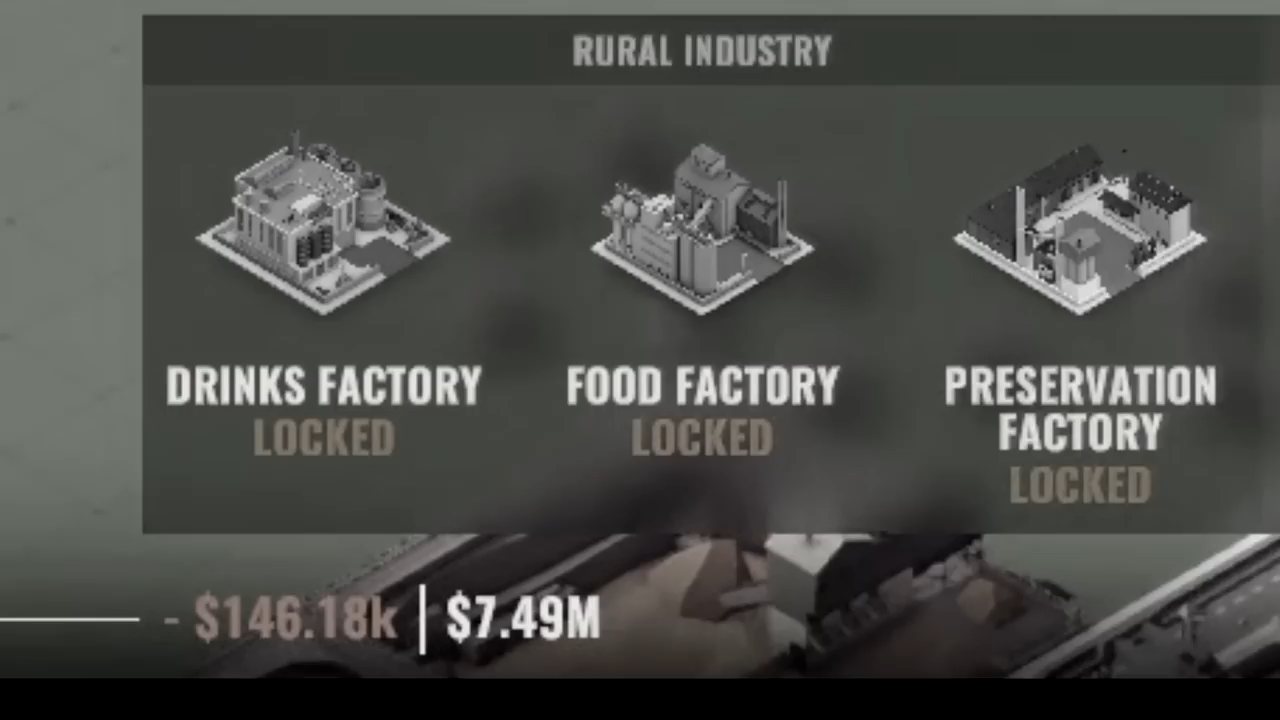 RURAL INDUSTRY
DRINKS FACTORY
LOCKED
FOOD FACTORY
LOCKED
PRESERVATION
FACTORY
LOCKED
- $146.18k | $7.49M